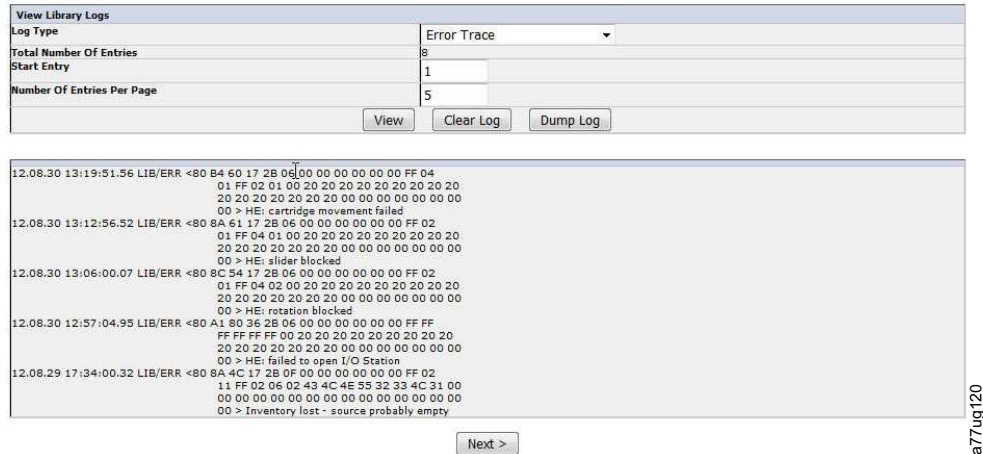 View Library Logs
Log Type Error Trace
Total Number Of Entries 8
Start Entry 1
Number Of Entries Per Page 5
View Clear Log Dump Log
12.08.30 13:19:51.56 LIB/ERR <80 B4 60 17 2B 06 00 00 00 00 00 00 FF 04
01 FF 02 01 00 20 20 20 20 20 20 20 20 20
20 20 20 20 20 20 20 00 00 00 00 00 00 00
00 > HE: cartridge movement failed
12.08.30 13:12:56.52 LIB/ERR <80 8A 61 17 2B 06 00 00 00 00 00 00 FF 02
01 FF 04 01 00 20 20 20 20 20 20 20 20 20
20 20 20 20 20 20 20 00 00 00 00 00 00 00
00 > HE: slider blocked
12.08.30 13:06:00.07 LIB/ERR <80 8C 54 17 2B 06 00 00 00 00 00 00 FF 02
01 FF 04 02 00 20 20 20 20 20 20 20 20 20
20 20 20 20 20 20 20 00 00 00 00 00 00 00
00 > HE: rotation blocked
12.08.30 12:57:04.95 LIB/ERR <80 A1 80 36 2B 06 00 00 00 00 00 00 FF FF
FF FF FF FF 00 20 20 20 20 20 20 20 20 20
20 20 20 20 20 20 20 00 00 00 00 00 00 00
00 > HE: failed to open I/O Station
12.08.29 17:34:00.32 LIB/ERR <80 8A 4C 17 2B 0F 00 00 00 00 00 00 FF 02
11 FF 02 06 02 43 4C 4E 55 32 33 4C 31 00
00 00 00 00 00 00 00 00 00 00 00 00 00 00
00 > Inventory lost - source probably empty
Next >
a77ug120